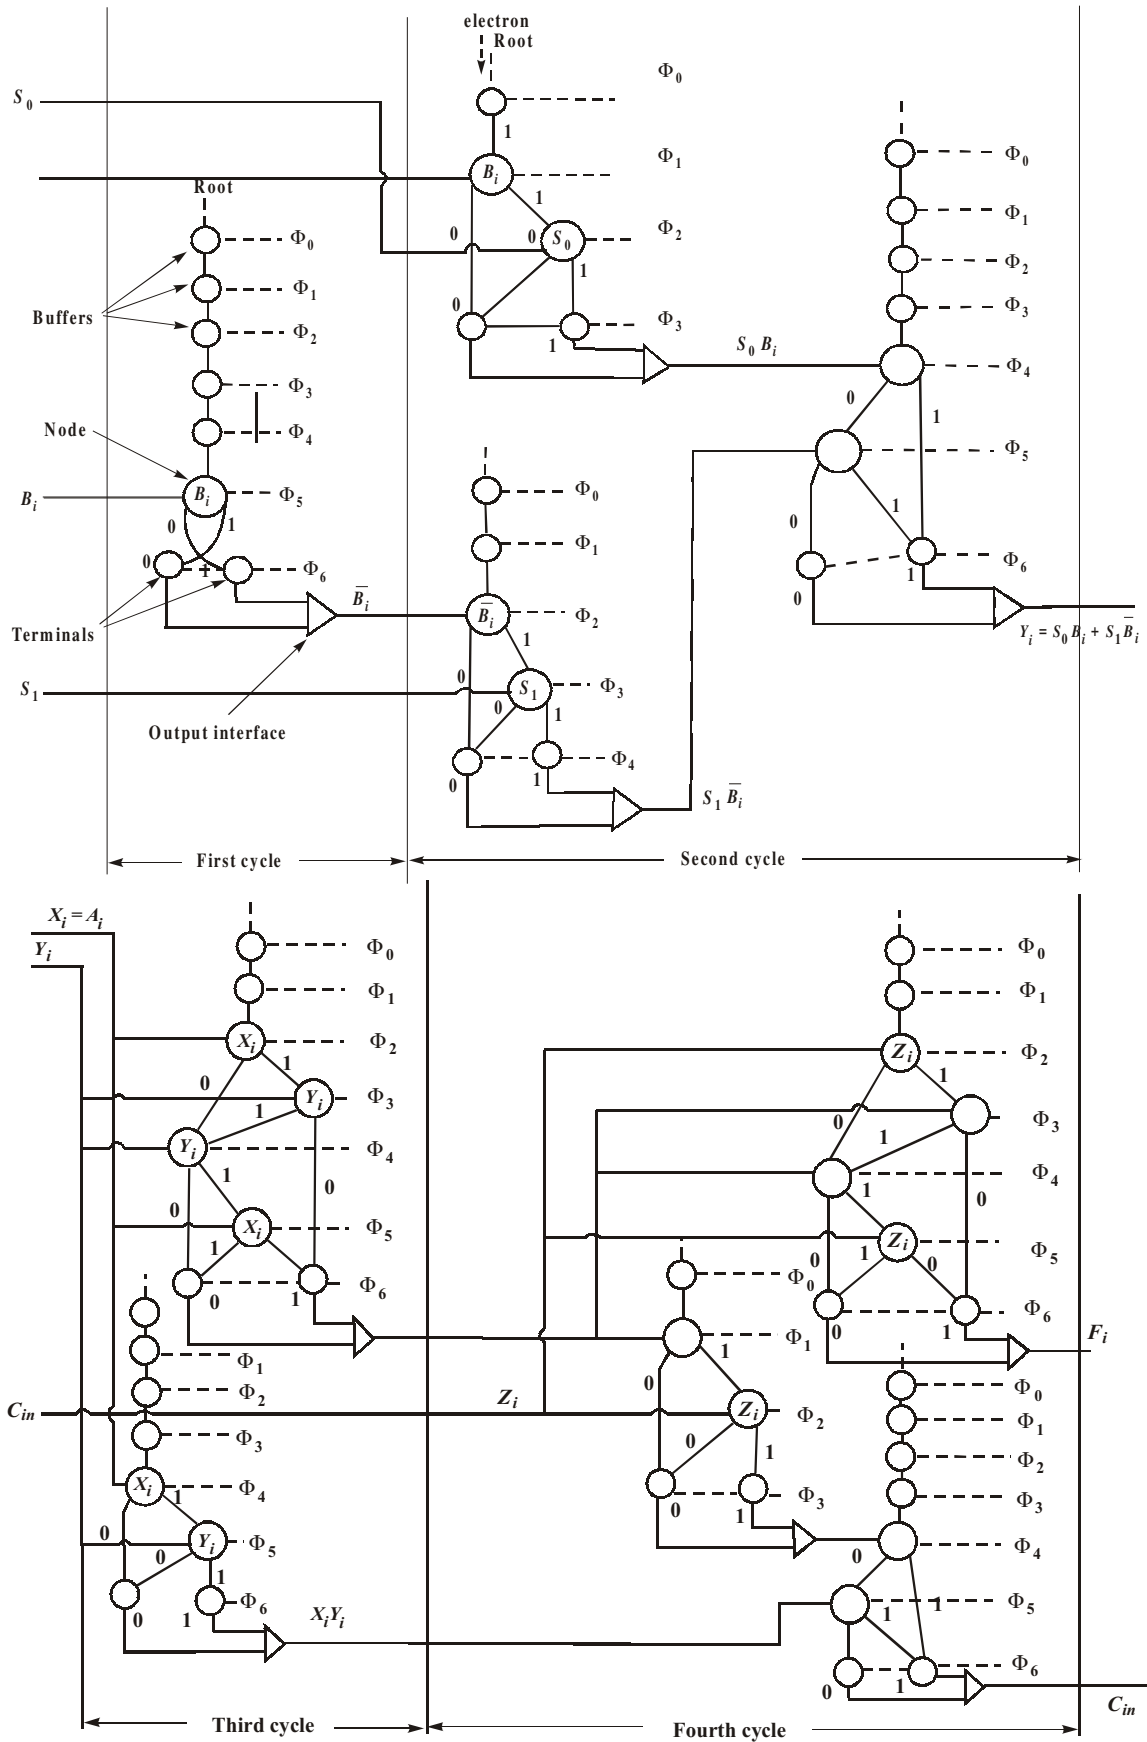 electron
Root
Φ0
S0
1
Φ1
Bi
Root
1
Φ0
Φ1
Φ2
Φ3
0
0
S0
Φ2
1
Φ0
Φ1
Φ2
Φ3
Φ4
Buffers
0
Φ3
1
S0 Bi
Φ4
0
1
Node
Φ5
1
0
Bi
Bi
Φ5
0
1
Φ0
Φ1
0
1
Φ6
Terminals
B̅i
B̅i
Φ2
1
Φ6
1
0
Yi = S0 Bi + S1 B̅i
S1
0
S1
Φ3
0
1
Output interface
0
1
Φ4
S1 B̅i
First cycle
Second cycle
Xi = Ai
Yi
Φ0
Φ1
Xi
Φ2
1
0
Yi
Φ3
1
Yi
Φ4
1
0
0
Xi
Φ5
1
0
1
Φ6
Φ0
Φ1
Zi
Φ2
1
0
Φ3
1
Φ4
1
0
Zi
Φ5
0
1
0
0
1
Φ6
Fi
Φ1
Φ2
Φ3
Cin
Zi
Φ0
Φ1
1
0
Zi
Φ2
0
1
0
1
Φ3
Φ0
Φ1
Φ2
Φ3
Φ4
0
Xi
Φ4
1
0
Yi
Φ5
0
1
0
1
Φ6
XiYi
Φ5
1
1
0
1
Φ6
Cin
Third cycle
Fourth cycle